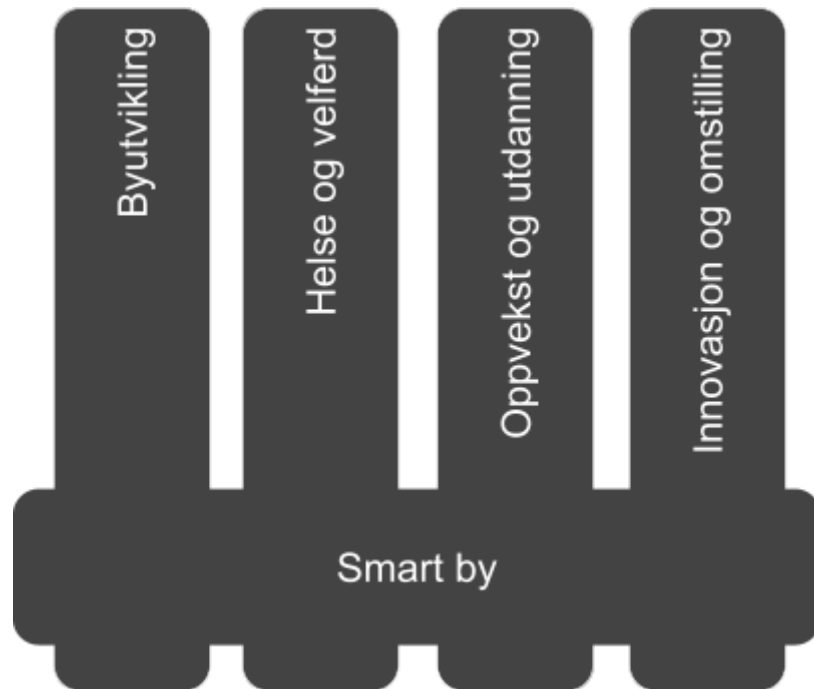 Byutvikling
Helse og velferd
Oppvekst og utdanning
Innovasjon og omstilling
Smart by